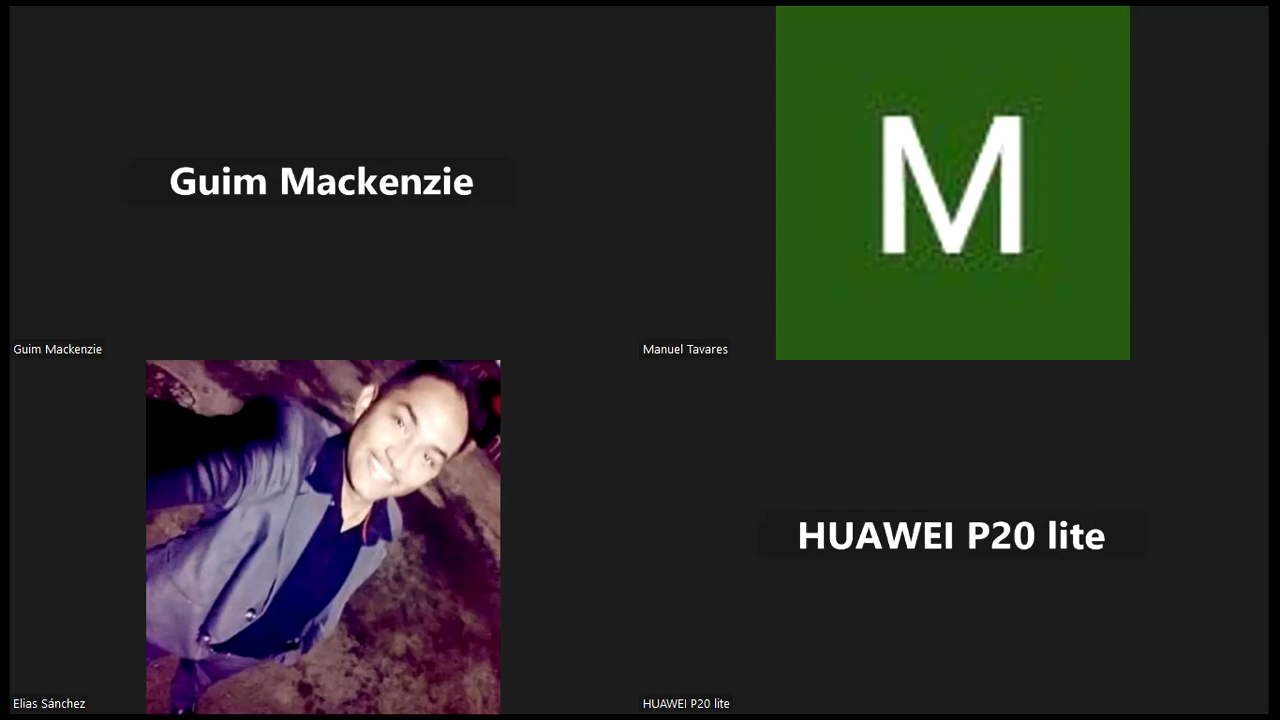 Guim Mackenzie
M
Guim Mackenzie
Manuel Tavares
HUAWEI P20 lite
Elias Sánchez
HUAWEI P20 lite